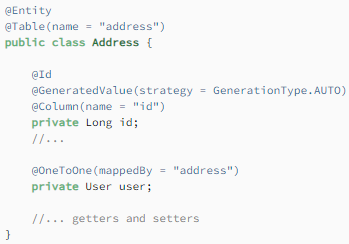 @Entity
@Table(name = "address")
public class Address {
@Id
@GeneratedValue(strategy = GenerationType.AUTO)
@Column(name = "id")
private Long id;
//...
@OneToOne(mappedBy = "address")
private User user;
//... getters and setters
}